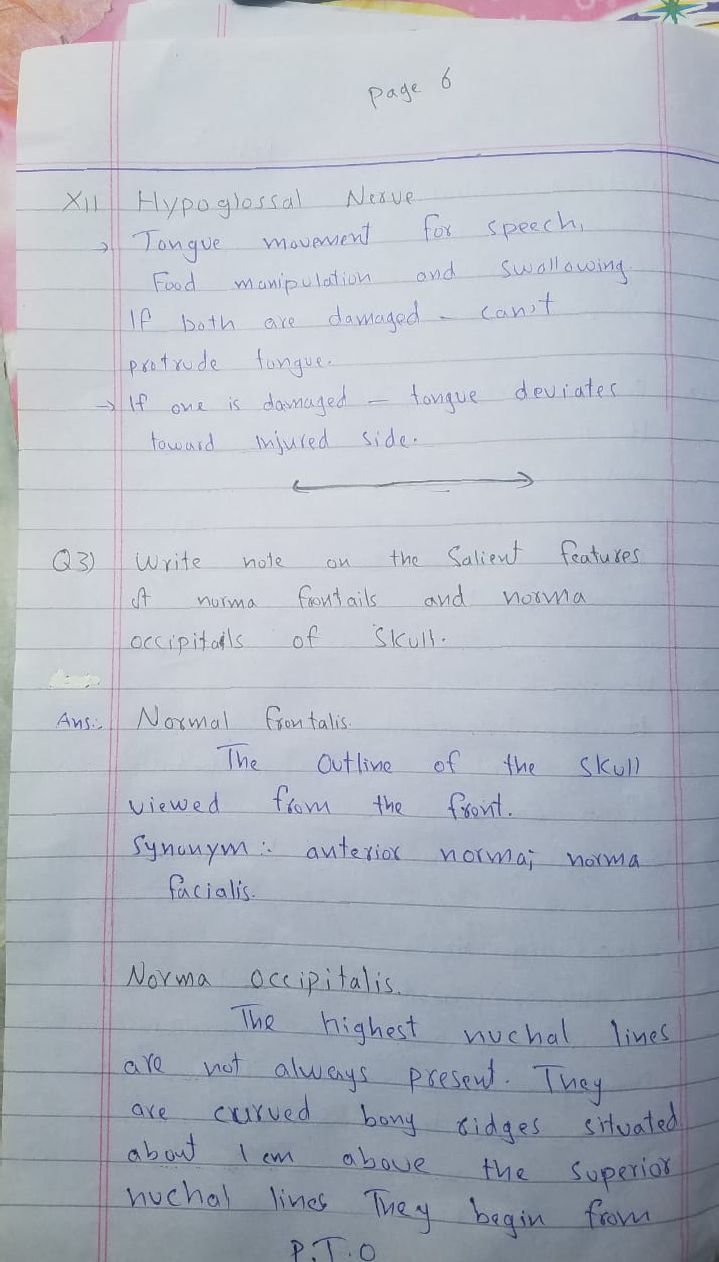 Page 6
XII Hypoglossal Nerve
→ Tongue movement for speech,
Food manipulation and swallowing.
If both are damaged - can't
protrude tongue.
→ If one is damaged - tongue deviates
toward injured side.
Q3) Write note on the Salient features
of norma frontails and norma
occipitails of Skull.
Ans:- Normal frontalis.
The outline of the skull
viewed from the front.
Synonym :- anterior norma; norma
facialis.
Norma occipitalis.
The highest nuchal lines
are not always present. They
are curved bony ridges situated
about 1 cm above the superior
nuchal lines They begin from
P.T.O